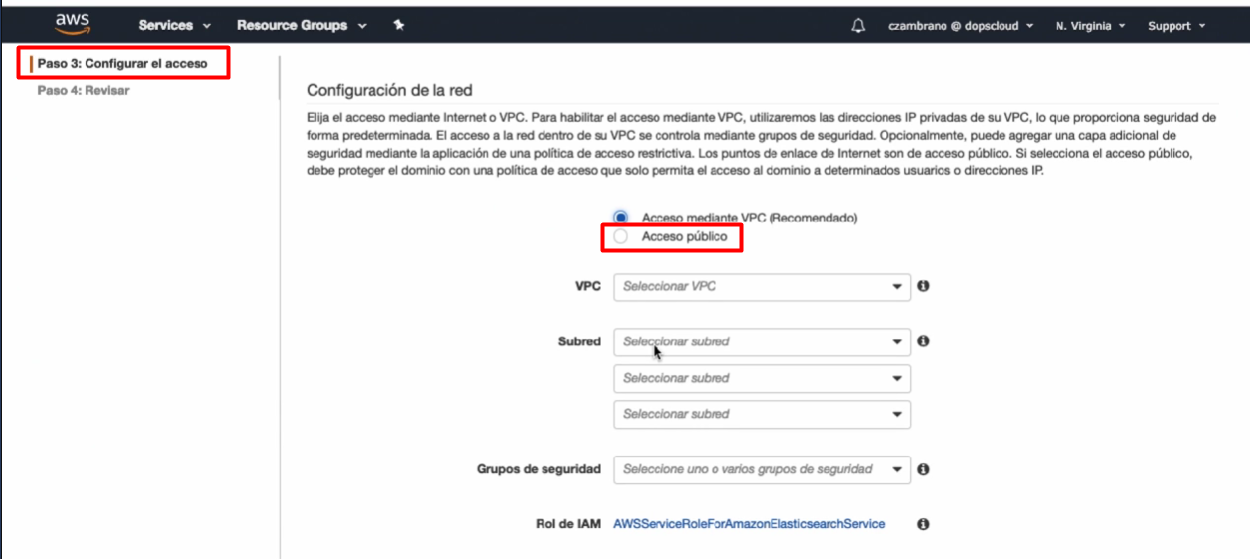 aws Services Resource Groups czambrano @ dopscloud N. Virginia Support
Paso 3: Configurar el acceso
Paso 4: Revisar
Configuración de la red
Elija el acceso mediante Internet o VPC. Para habilitar el acceso mediante VPC, utilizaremos las direcciones IP privadas de su VPC, lo que proporciona seguridad de
forma predeterminada. El acceso a la red dentro de su VPC se controla mediante grupos de seguridad. Opcionalmente, puede agregar una capa adicional de
seguridad mediante la aplicación de una política de acceso restrictiva. Los puntos de enlace de Internet son de acceso público. Si selecciona el acceso público,
debe proteger el dominio con una política de acceso que solo permita el acceso al dominio a determinados usuarios o direcciones IP.
Acceso mediante VPC (Recomendado)
Acceso público
VPC Seleccionar VPC
Subred Seleccionar subred
Seleccionar subred
Seleccionar subred
Grupos de seguridad Seleccione uno o varios grupos de seguridad
Rol de IAM AWSServiceRoleForAmazonElasticsearchService